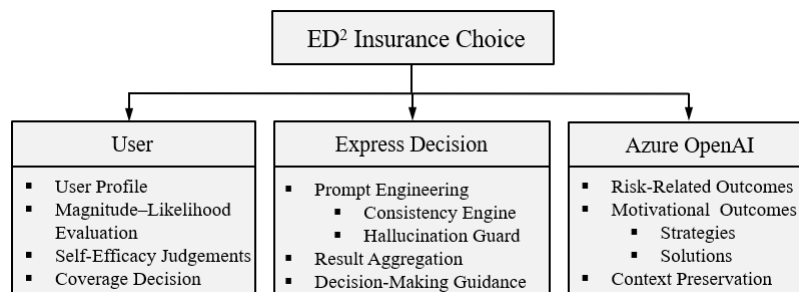 ED² Insurance Choice
User
▪ User Profile
▪ Magnitude–Likelihood
Evaluation
▪ Self-Efficacy Judgements
▪ Coverage Decision
Express Decision
▪ Prompt Engineering
▪ Consistency Engine
▪ Hallucination Guard
▪ Result Aggregation
▪ Decision-Making Guidance
Azure OpenAI
▪ Risk-Related Outcomes
▪ Motivational Outcomes
▪ Strategies
▪ Solutions
▪ Context Preservation